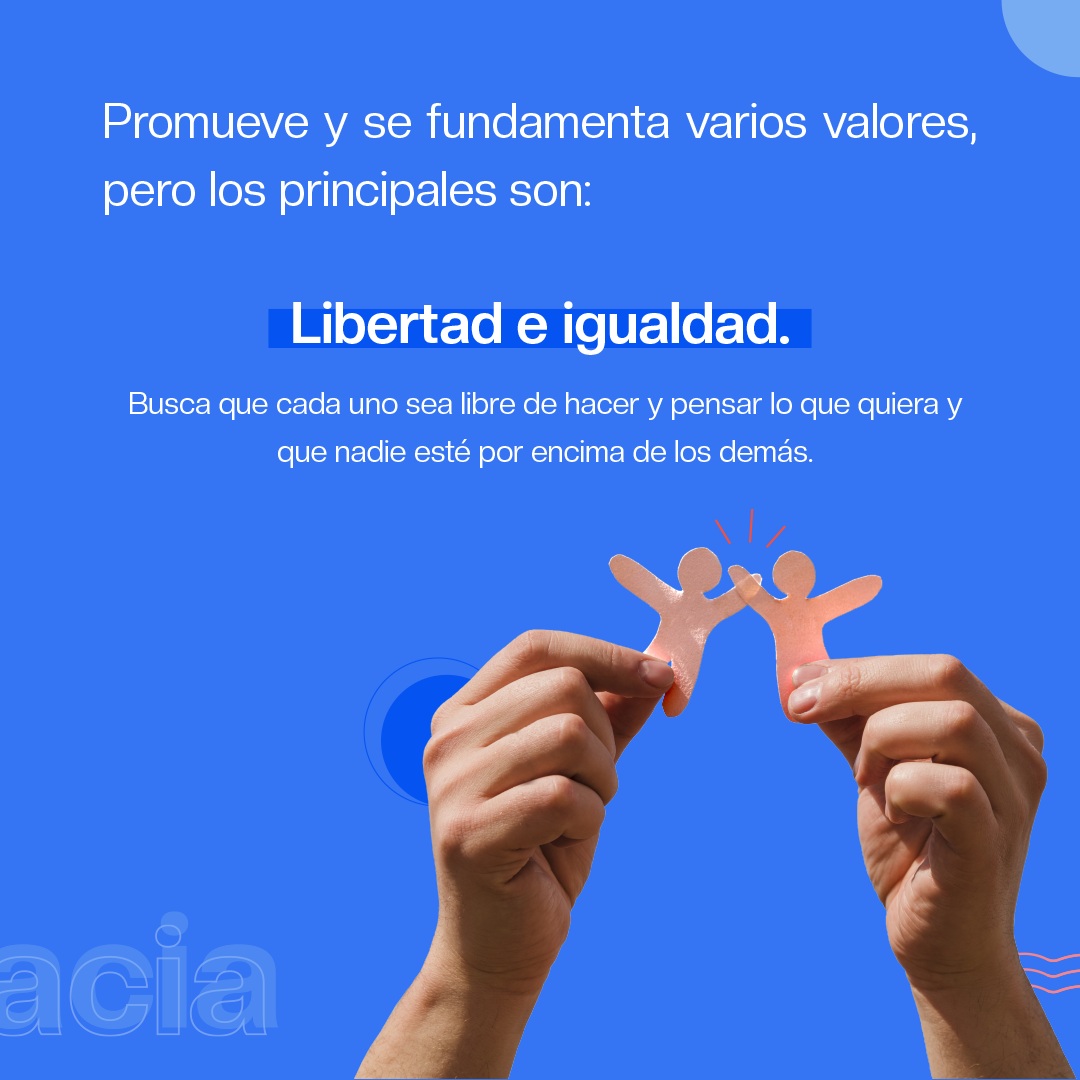 Promueve y se fundamenta varios valores,
pero los principales son:
Libertad e igualdad.
Busca que cada uno sea libre de hacer y pensar lo que quiera y
que nadie esté por encima de los demás.
acia